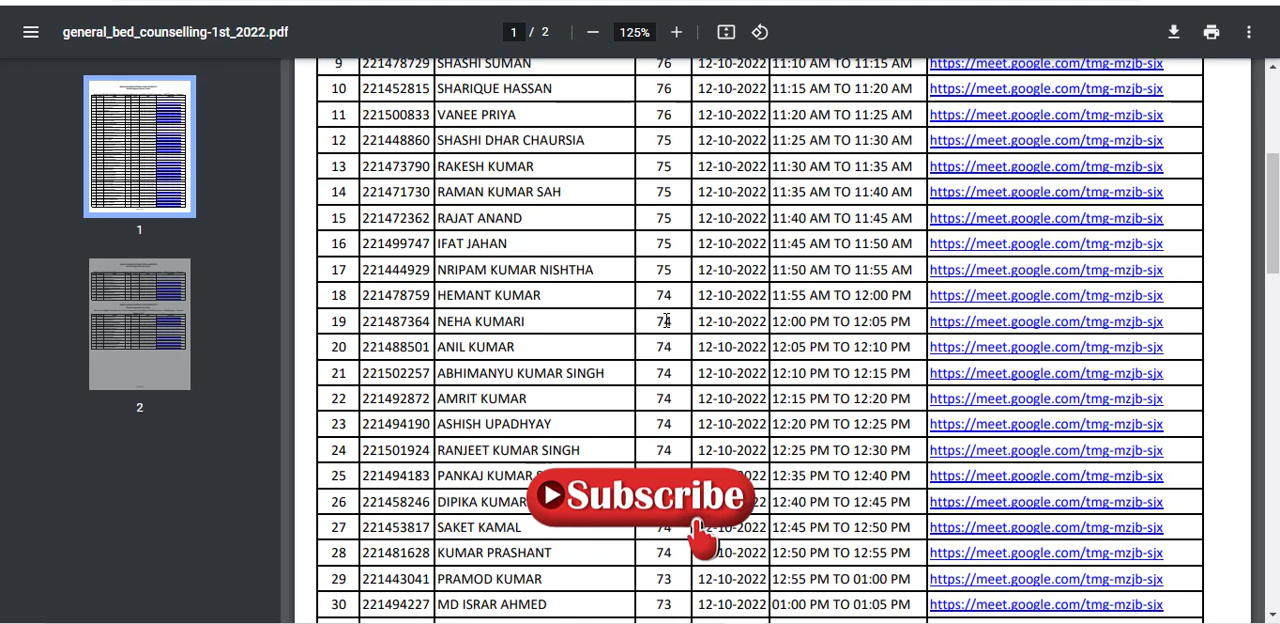 general_bed_counselling-1st_2022.pdf 1 / 2 125%
9 221478729 SHASHI SUMAN 76 12-10-2022 11:10 AM TO 11:15 AM https://meet.google.com/tmg-mzjb-sjx
10 221452815 SHARIQUE HASSAN 76 12-10-2022 11:15 AM TO 11:20 AM https://meet.google.com/tmg-mzjb-sjx
11 221500833 VANEE PRIYA 76 12-10-2022 11:20 AM TO 11:25 AM https://meet.google.com/tmg-mzjb-sjx
12 221448860 SHASHI DHAR CHAURSIA 75 12-10-2022 11:25 AM TO 11:30 AM https://meet.google.com/tmg-mzjb-sjx
13 221473790 RAKESH KUMAR 75 12-10-2022 11:30 AM TO 11:35 AM https://meet.google.com/tmg-mzjb-sjx
14 221471730 RAMAN KUMAR SAH 75 12-10-2022 11:35 AM TO 11:40 AM https://meet.google.com/tmg-mzjb-sjx
15 221472362 RAJAT ANAND 75 12-10-2022 11:40 AM TO 11:45 AM https://meet.google.com/tmg-mzjb-sjx
16 221499747 IFAT JAHAN 75 12-10-2022 11:45 AM TO 11:50 AM https://meet.google.com/tmg-mzjb-sjx
17 221444929 NRIPAM KUMAR NISHTHA 75 12-10-2022 11:50 AM TO 11:55 AM https://meet.google.com/tmg-mzjb-sjx
18 221478759 HEMANT KUMAR 74 12-10-2022 11:55 AM TO 12:00 PM https://meet.google.com/tmg-mzjb-sjx
19 221487364 NEHA KUMARI 74 12-10-2022 12:00 PM TO 12:05 PM https://meet.google.com/tmg-mzjb-sjx
20 221488501 ANIL KUMAR 74 12-10-2022 12:05 PM TO 12:10 PM https://meet.google.com/tmg-mzjb-sjx
21 221502257 ABHIMANYU KUMAR SINGH 74 12-10-2022 12:10 PM TO 12:15 PM https://meet.google.com/tmg-mzjb-sjx
22 221492872 AMRIT KUMAR 74 12-10-2022 12:15 PM TO 12:20 PM https://meet.google.com/tmg-mzjb-sjx
23 221494190 ASHISH UPADHYAY 74 12-10-2022 12:20 PM TO 12:25 PM https://meet.google.com/tmg-mzjb-sjx
24 221501924 RANJEET KUMAR SINGH 74 12-10-2022 12:25 PM TO 12:30 PM https://meet.google.com/tmg-mzjb-sjx
25 221494183 PANKAJ KUMAR 12:35 PM TO 12:40 PM https://meet.google.com/tmg-mzjb-sjx
26 221458246 DIPIKA KUMAR 12:40 PM TO 12:45 PM https://meet.google.com/tmg-mzjb-sjx
Subscribe
27 221453817 SAKET KAMAL 74 12-10-2022 12:45 PM TO 12:50 PM https://meet.google.com/tmg-mzjb-sjx
28 221481628 KUMAR PRASHANT 74 10-2022 12:50 PM TO 12:55 PM https://meet.google.com/tmg-mzjb-sjx
29 221443041 PRAMOD KUMAR 73 12-10-2022 12:55 PM TO 01:00 PM https://meet.google.com/tmg-mzjb-sjx
30 221494227 MD ISRAR AHMED 73 12-10-2022 01:00 PM TO 01:05 PM https://meet.google.com/tmg-mzjb-sjx
1
2